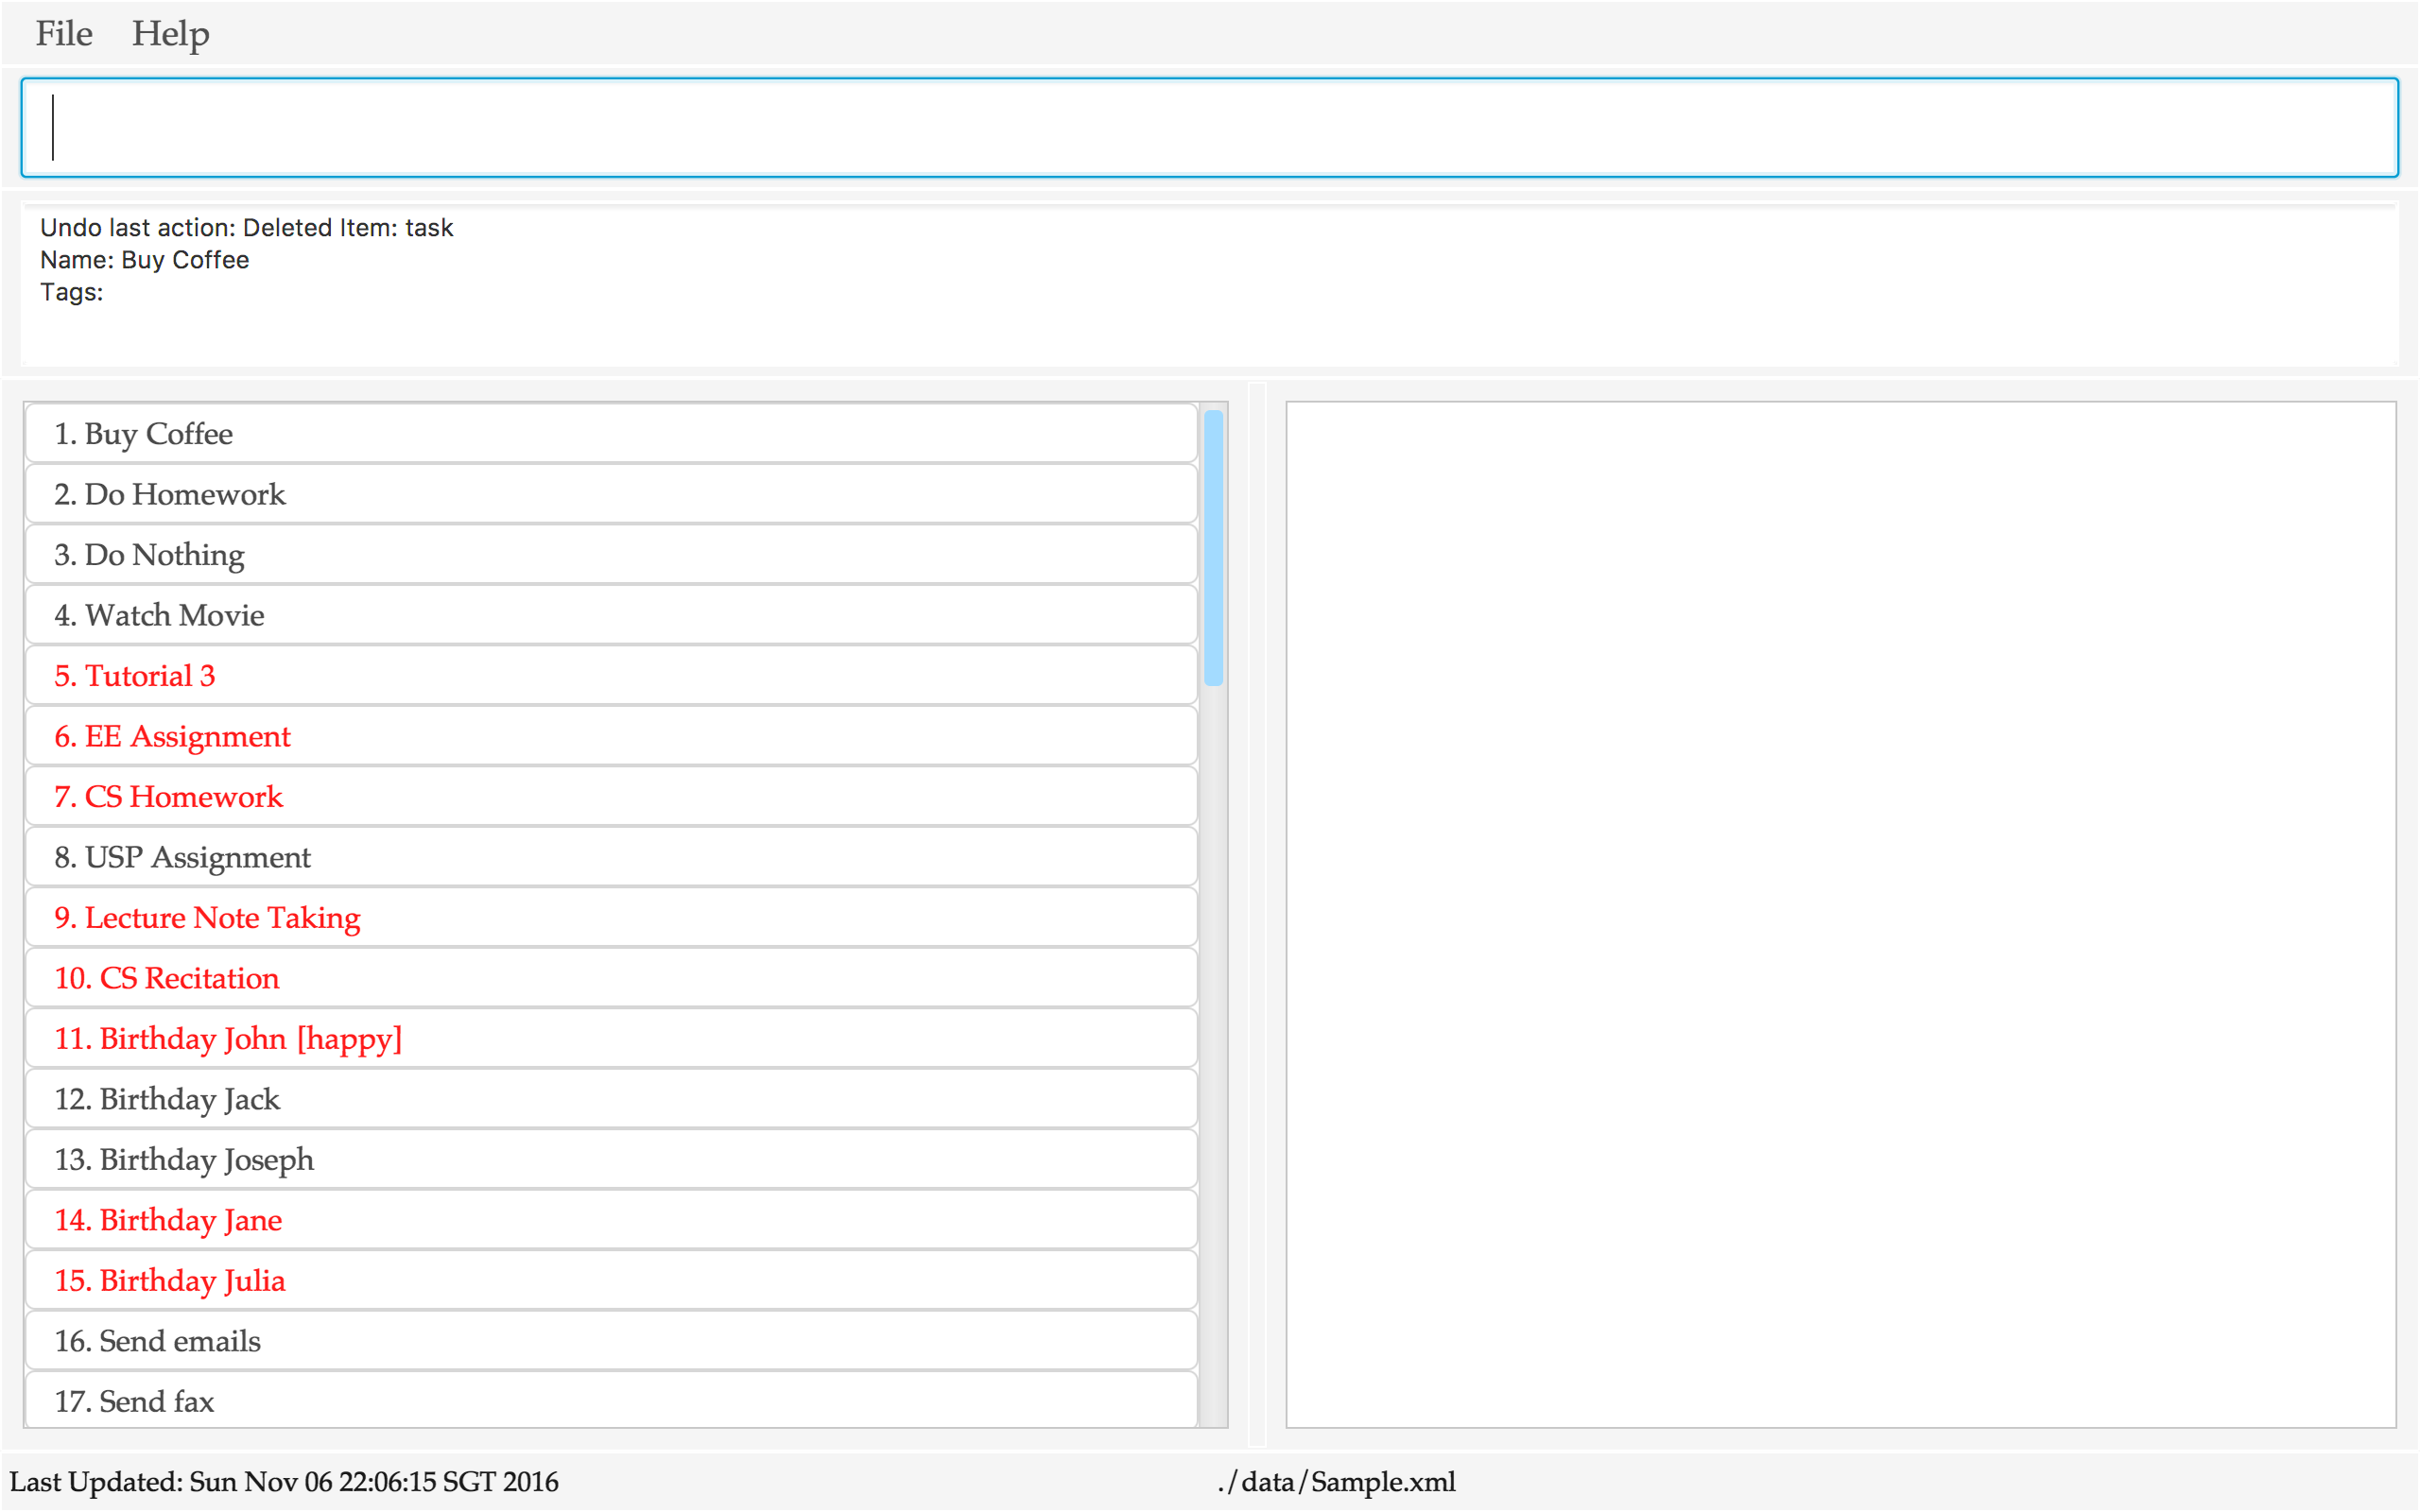 File Help
Undo last action: Deleted Item: task
Name: Buy Coffee
Tags:
1. Buy Coffee
2. Do Homework
3. Do Nothing
4. Watch Movie
5. Tutorial 3
6. EE Assignment
7. CS Homework
8. USP Assignment
9. Lecture Note Taking
10. CS Recitation
11. Birthday John [happy]
12. Birthday Jack
13. Birthday Joseph
14. Birthday Jane
15. Birthday Julia
16. Send emails
17. Send fax
Last Updated: Sun Nov 06 22:06:15 SGT 2016 ./data/Sample.xml